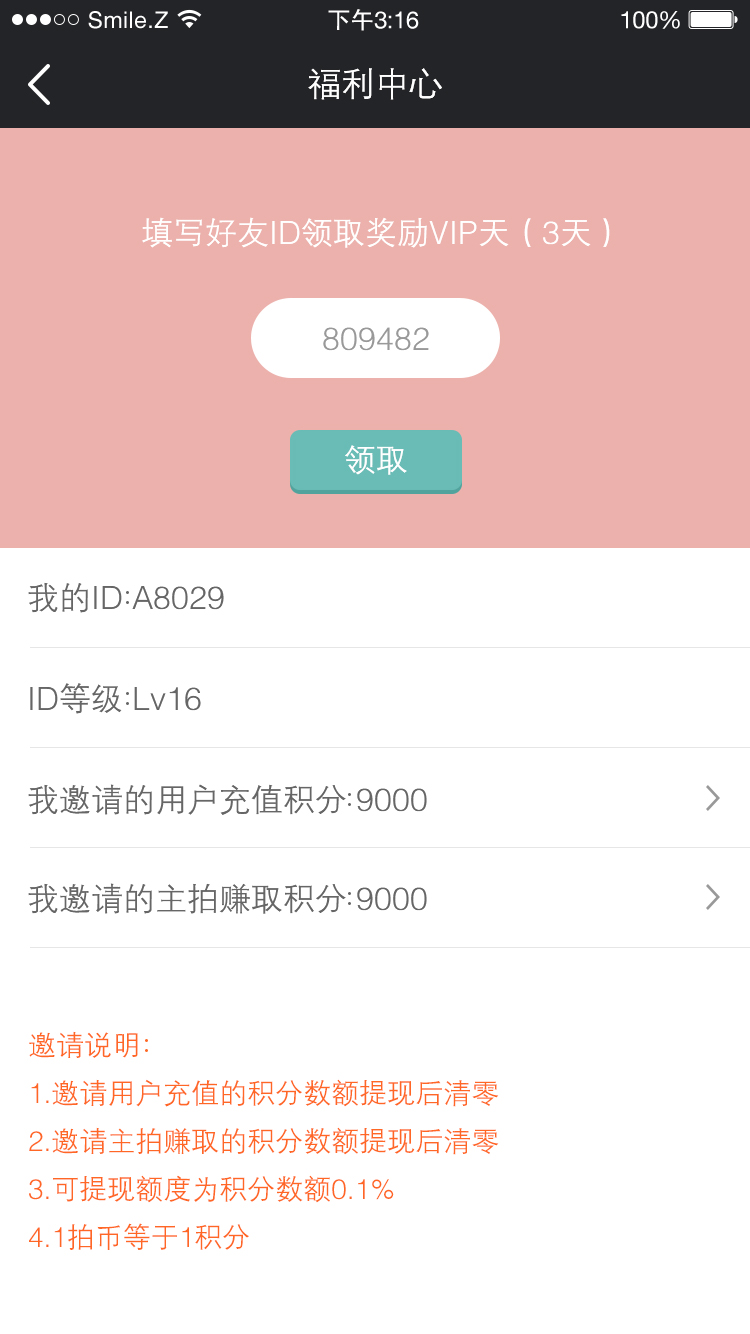 Smile.Z 下午3:16 100%
福利中心
填写好友ID领取奖励VIP天（3天）
809482
领取
我的ID:A8029
ID等级:Lv16
我邀请的用户充值积分:9000
我邀请的主拍赚取积分:9000
邀请说明:
1.邀请用户充值的积分数额提现后清零
2.邀请主拍赚取的积分数额提现后清零
3.可提现额度为积分数额0.1%
4.1拍币等于1积分